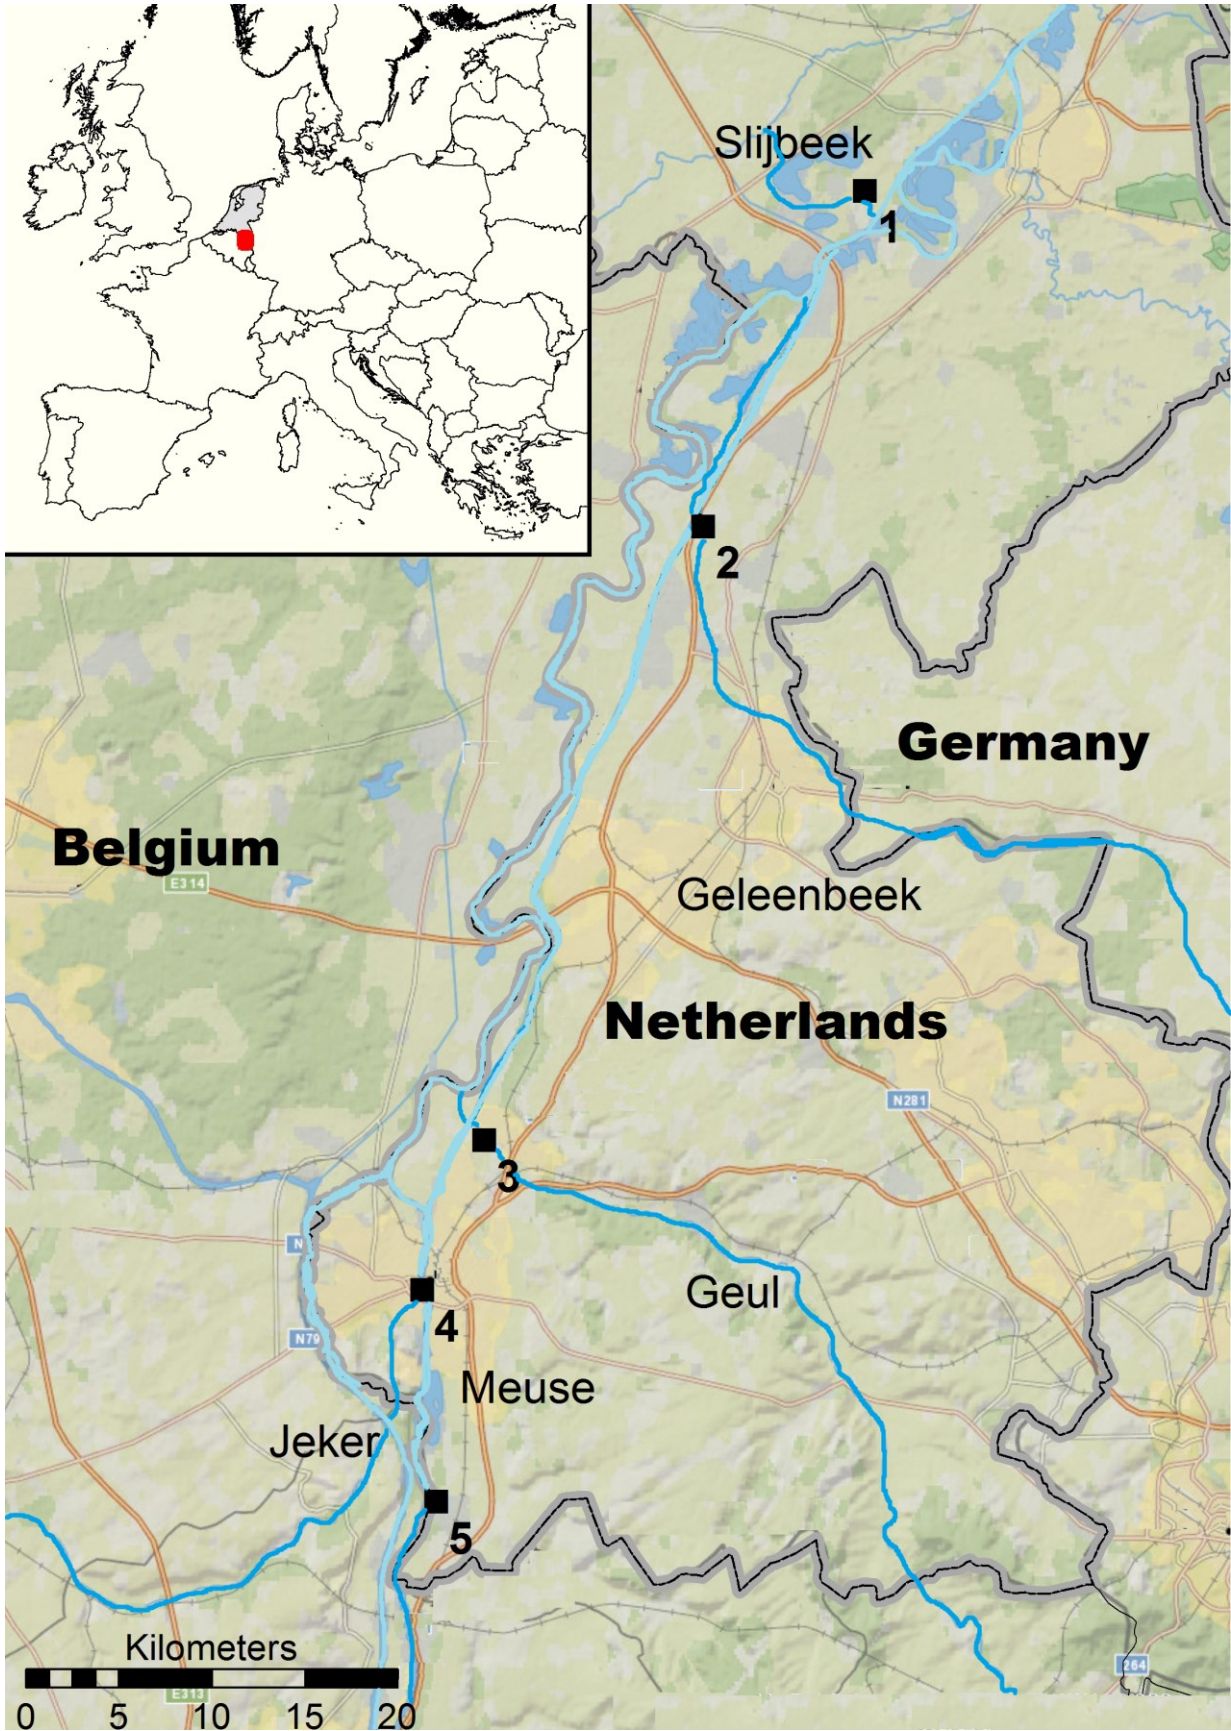 Slijbeek
1
2
Germany
Belgium
E314
Geleenbeek
Netherlands
N281
3
N
Geul
4
N79
Meuse
Jeker
5
Kilometers
264
E313
0 5 10 15 20